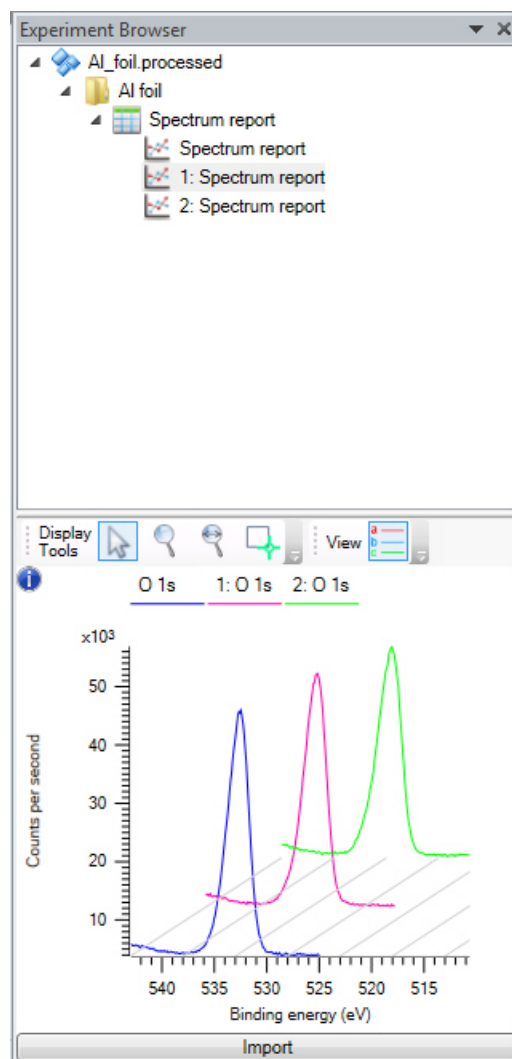 Experiment Browser
Al_foil.processed
Al foil
Spectrum report
Spectrum report
1: Spectrum report
2: Spectrum report
Display Tools
View
a
b
c
O 1s 1: O 1s 2: O 1s
x10³
50
40
30
20
10
Counts per second
540 535 530 525 520 515
Binding energy (eV)
Import